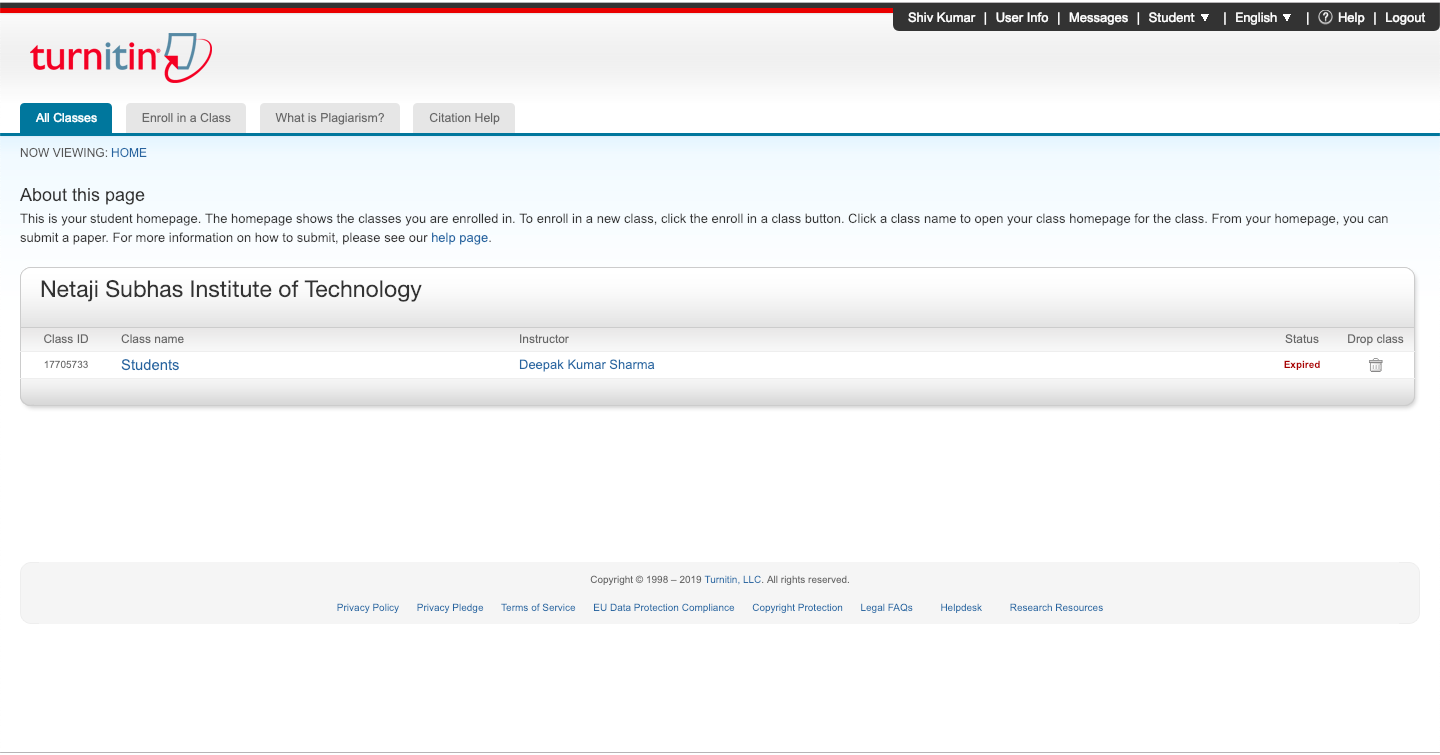 Shiv Kumar | User Info | Messages | Student ▼ | English ▼ | ? Help | Logout
turnitin®
All Classes Enroll in a Class What is Plagiarism? Citation Help
NOW VIEWING: HOME
About this page
This is your student homepage. The homepage shows the classes you are enrolled in. To enroll in a new class, click the enroll in a class button. Click a class name to open your class homepage for the class. From your homepage, you can
submit a paper. For more information on how to submit, please see our help page.
Netaji Subhas Institute of Technology
Class ID Class name Instructor Status Drop class
17705733 Students Deepak Kumar Sharma Expired
Copyright © 1998 – 2019 Turnitin, LLC. All rights reserved.
Privacy Policy Privacy Pledge Terms of Service EU Data Protection Compliance Copyright Protection Legal FAQs Helpdesk Research Resources